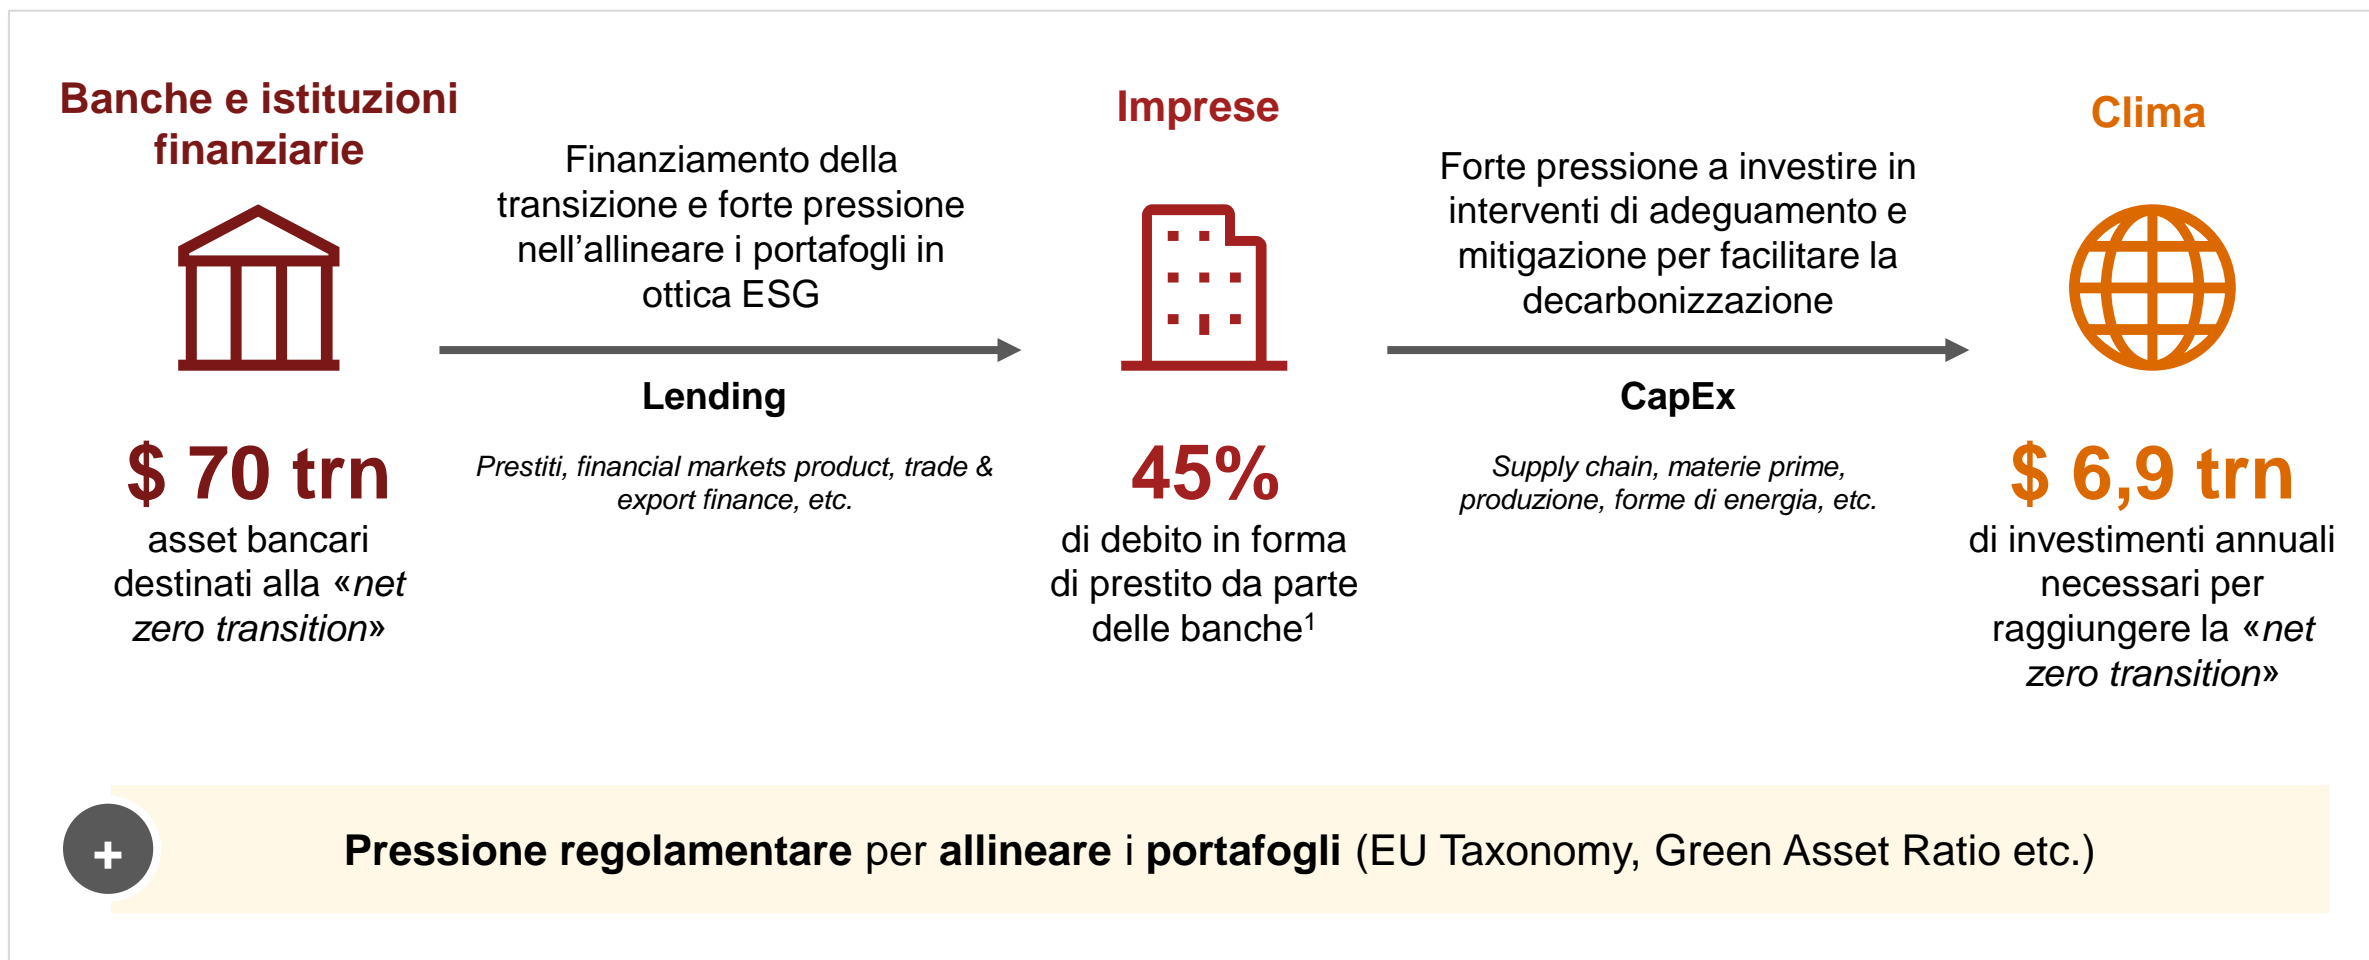 Banche e istituzioni
finanziarie
Finanziamento della
transizione e forte pressione
nell’allineare i portafogli in
ottica ESG
Lending
Prestiti, financial markets product, trade &
export finance, etc.
$ 70 trn
asset bancari
destinati alla «net
zero transition»
Imprese
45%
di debito in forma
di prestito da parte
delle banche¹
Forte pressione a investire in
interventi di adeguamento e
mitigazione per facilitare la
decarbonizzazione
CapEx
Supply chain, materie prime,
produzione, forme di energia, etc.
Clima
$ 6,9 trn
di investimenti annuali
necessari per
raggiungere la «net
zero transition»
+
Pressione regolamentare per allineare i portafogli (EU Taxonomy, Green Asset Ratio etc.)